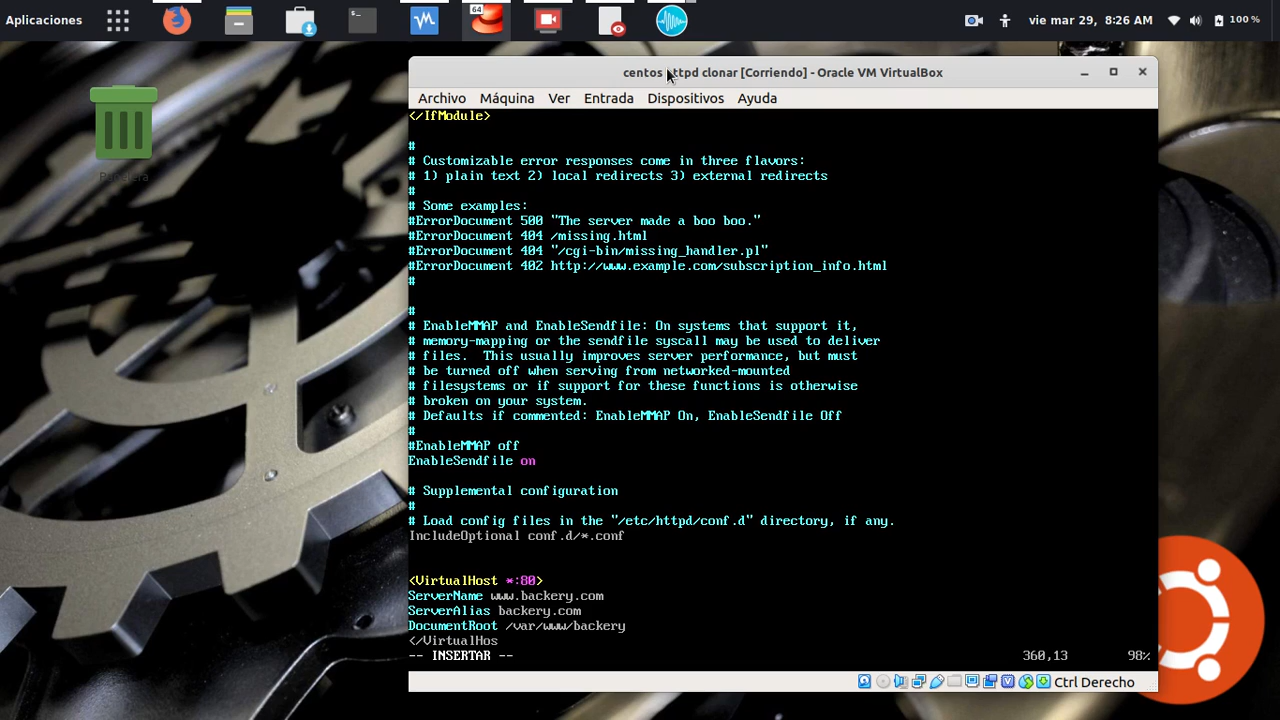 Aplicaciones
64
vie mar 29, 8:26 AM
100 %
centos httpd clonar [Corriendo] - Oracle VM VirtualBox
Archivo Máquina Ver Entrada Dispositivos Ayuda
</IfModule>
#
# Customizable error responses come in three flavors:
# 1) plain text 2) local redirects 3) external redirects
#
# Some examples:
#ErrorDocument 500 "The server made a boo boo."
#ErrorDocument 404 /missing.html
#ErrorDocument 404 "/cgi-bin/missing_handler.pl"
#ErrorDocument 402 http://www.example.com/subscription_info.html
#
#
# EnableMMAP and EnableSendfile: On systems that support it,
# memory-mapping or the sendfile syscall may be used to deliver
# files.  This usually improves server performance, but must
# be turned off when serving from networked-mounted
# filesystems or if support for these functions is otherwise
# broken on your system.
# Defaults if commented: EnableMMAP On, EnableSendfile Off
#
#EnableMMAP off
EnableSendfile on
# Supplemental configuration
#
# Load config files in the "/etc/httpd/conf.d" directory, if any.
IncludeOptional conf.d/*.conf
<VirtualHost *:80>
ServerName www.backery.com
ServerAlias backery.com
DocumentRoot /var/www/backery
</VirtualHos
-- INSERTAR -- 360,13 98%
Ctrl Derecho
Papelera